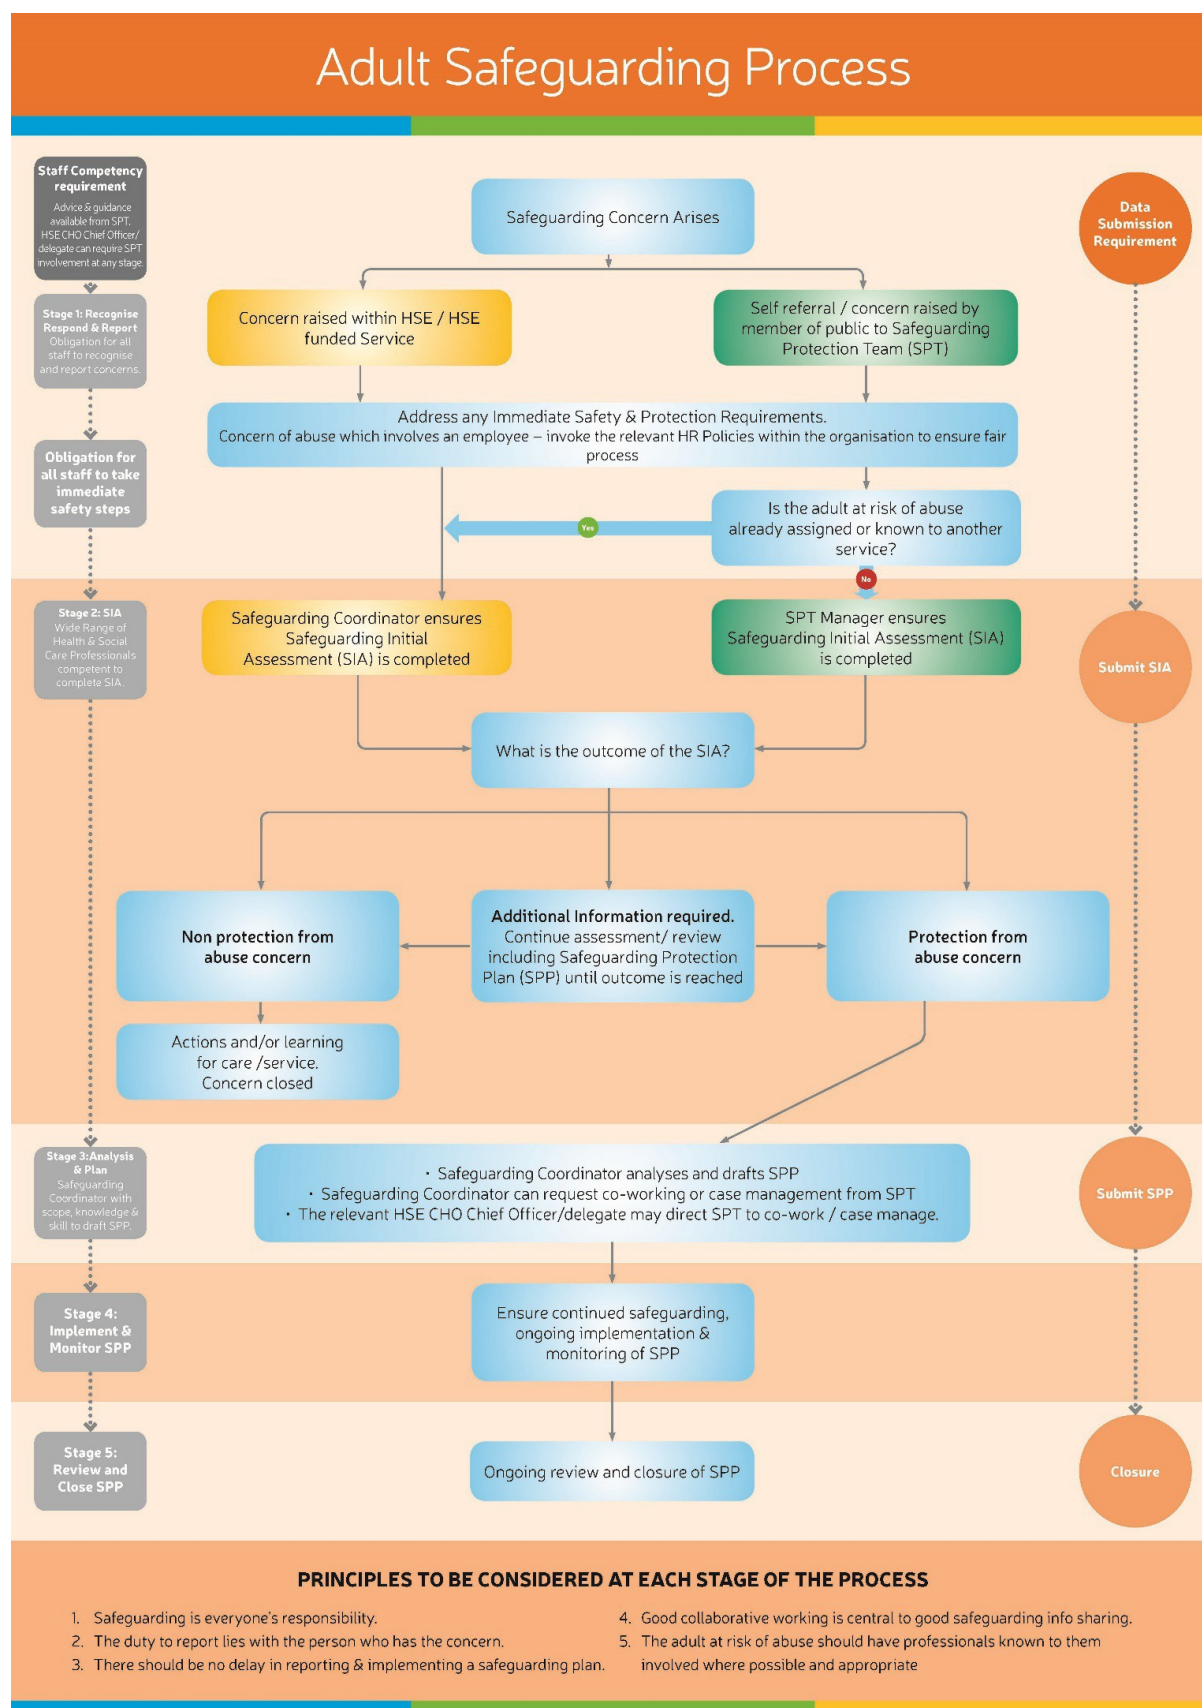 Adult Safeguarding Process
Staff Competency
requirement
Advice & guidance
available from SPT.
HSE CHO Chief Officer/
delegate can require SPT
involvement at any stage.
Safeguarding Concern Arises
Data
Submission
Requirement
Stage 1: Recognise
Respond & Report
Obligation for all
staff to recognise
and report concerns.
Concern raised within HSE / HSE
funded Service
Self referral / concern raised by
member of public to Safeguarding
Protection Team (SPT)
Address any Immediate Safety & Protection Requirements.
Concern of abuse which involves an employee – invoke the relevant HR Policies within the organisation to ensure fair
process
Obligation for
all staff to take
immediate
safety steps
Is the adult at risk of abuse
already assigned or known to another
service?
Yes
No
Stage 2: SIA
Wide Range of
Health & Social
Care Professionals
competent to
complete SIA.
Safeguarding Coordinator ensures
Safeguarding Initial
Assessment (SIA) is completed
SPT Manager ensures
Safeguarding Initial Assessment (SIA)
is completed
Submit SIA
What is the outcome of the SIA?
Non protection from
abuse concern
Additional Information required.
Continue assessment/ review
including Safeguarding Protection
Plan (SPP) until outcome is reached
Protection from
abuse concern
Actions and/or learning
for care /service.
Concern closed
Stage 3:Analysis
& Plan
Safeguarding
Coordinator with
scope, knowledge &
skill to draft SPP.
· Safeguarding Coordinator analyses and drafts SPP
· Safeguarding Coordinator can request co-working or case management from SPT
· The relevant HSE CHO Chief Officer/delegate may direct SPT to co-work / case manage.
Submit SPP
Stage 4:
Implement &
Monitor SPP
Ensure continued safeguarding,
ongoing implementation &
monitoring of SPP
Stage 5:
Review and
Close SPP
Ongoing review and closure of SPP
Closure
PRINCIPLES TO BE CONSIDERED AT EACH STAGE OF THE PROCESS
1. Safeguarding is everyone's responsibility.
2. The duty to report lies with the person who has the concern.
3. There should be no delay in reporting & implementing a safeguarding plan.
4. Good collaborative working is central to good safeguarding info sharing.
5. The adult at risk of abuse should have professionals known to them
involved where possible and appropriate